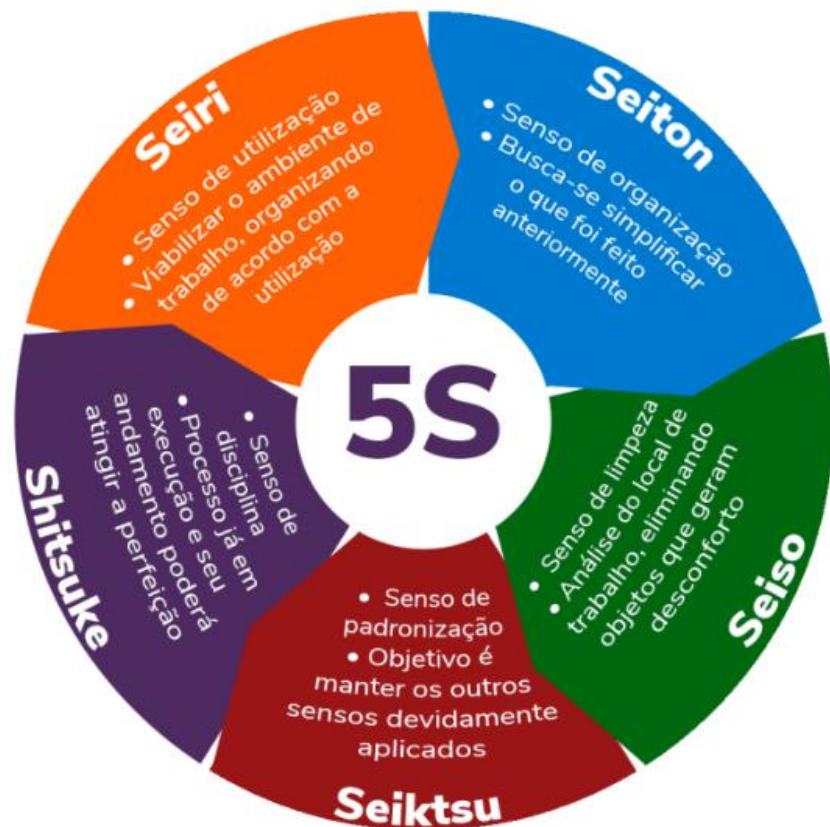 5S
Seiri
• Senso de utilização
• Viabilizar o ambiente de
trabalho, organizando
de acordo com a
utilização
Seiton
• Senso de organização
• Busca-se simplificar
o que foi feito
anteriormente
Seiso
• Senso de limpeza
• Análise do local de
trabalho, eliminando
objetos que geram
desconforto
Seiktsu
• Senso de
padronização
• Objetivo é
manter os outros
sensos devidamente
aplicados
Shitsuke
• Senso de
disciplina
• Processo já em
execução e seu
andamento poderá
atingir a perfeição